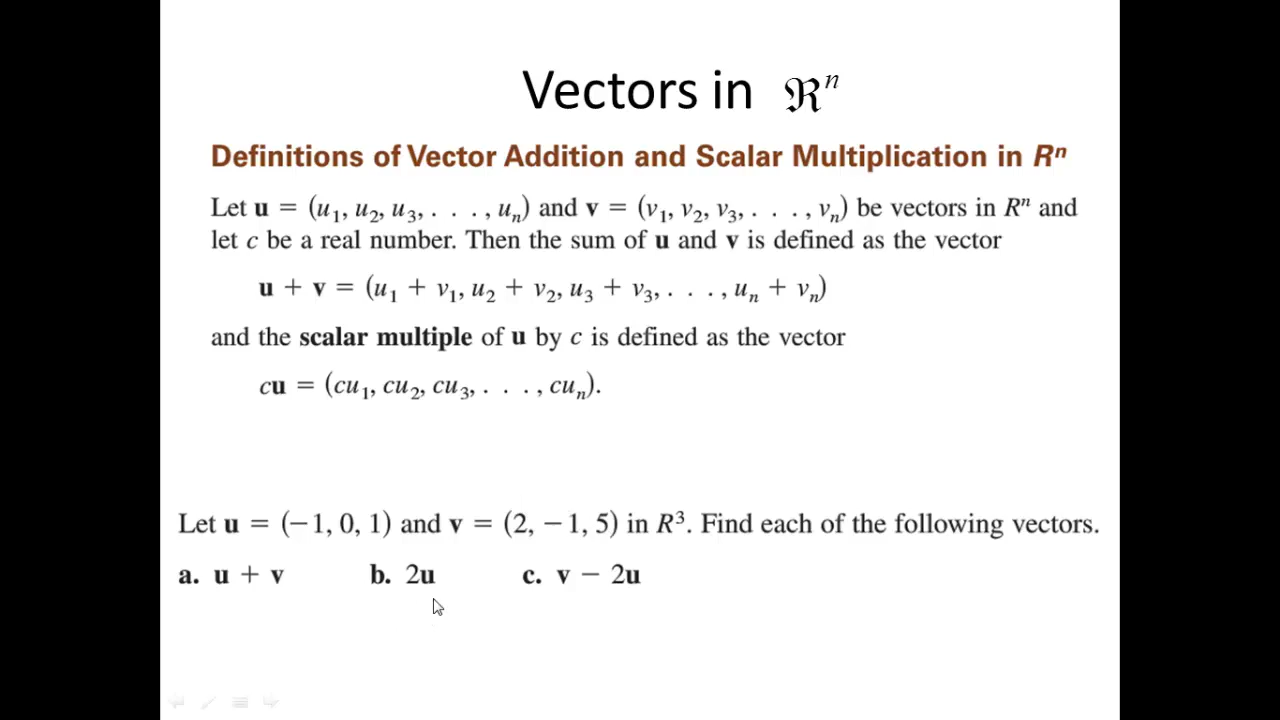 Vectors in ℜⁿ
Definitions of Vector Addition and Scalar Multiplication in Rⁿ
Let u = (u₁, u₂, u₃, . . . , uₙ) and v = (v₁, v₂, v₃, . . . , vₙ) be vectors in Rⁿ and
let c be a real number. Then the sum of u and v is defined as the vector
u + v = (u₁ + v₁, u₂ + v₂, u₃ + v₃, . . . , uₙ + vₙ)
and the scalar multiple of u by c is defined as the vector
cu = (cu₁, cu₂, cu₃, . . . , cuₙ).
Let u = (−1, 0, 1) and v = (2, −1, 5) in R³. Find each of the following vectors.
a. u + v b. 2u c. v − 2u